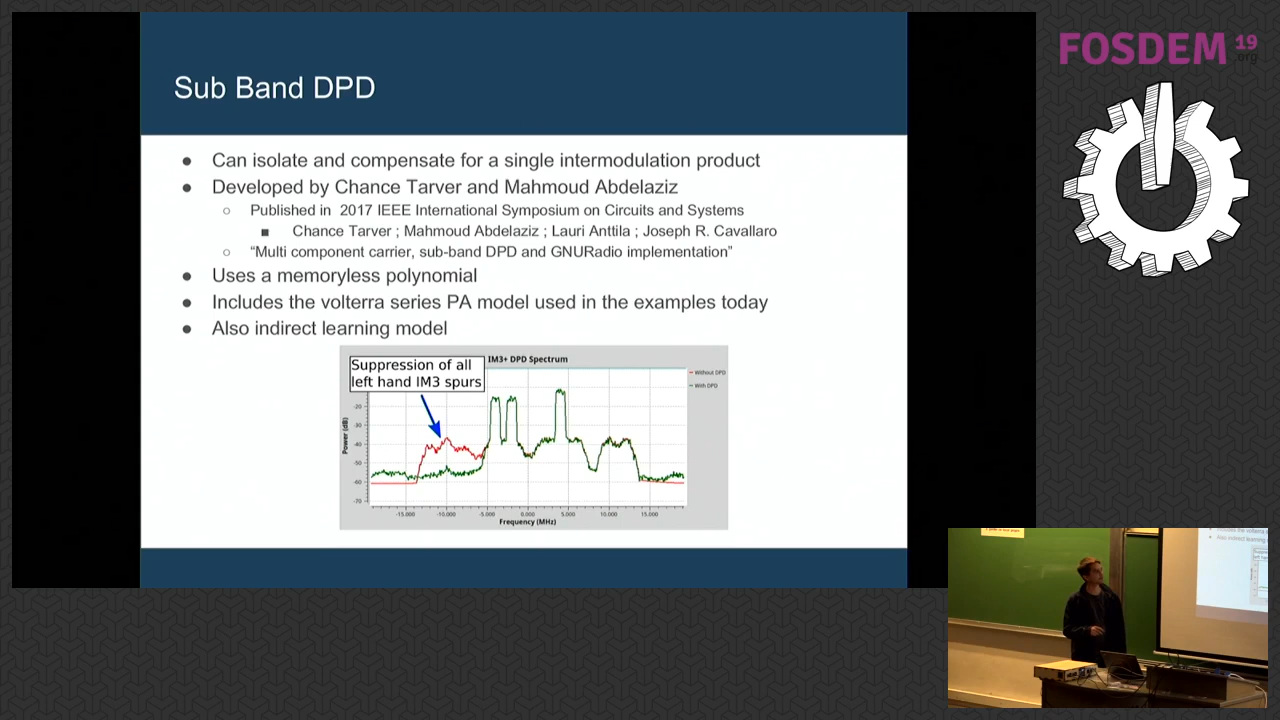 Sub Band DPD
● Can isolate and compensate for a single intermodulation product
● Developed by Chance Tarver and Mahmoud Abdelaziz
○ Published in 2017 IEEE International Symposium on Circuits and Systems
■ Chance Tarver ; Mahmoud Abdelaziz ; Lauri Anttila ; Joseph R. Cavallaro
○ “Multi component carrier, sub-band DPD and GNURadio implementation”
● Uses a memoryless polynomial
● Includes the volterra series PA model used in the examples today
● Also indirect learning model
IM3+ DPD Spectrum
Suppression of all
left hand IM3 spurs
Without DPD
With DPD
Power (dB)
-20
-30
-40
-50
-60
-70
-15.000 -10.000 -5.000 0.000 5.000 10.000 15.000
Frequency (MHz)
FOSDEM 19
.org
Also indirect learning